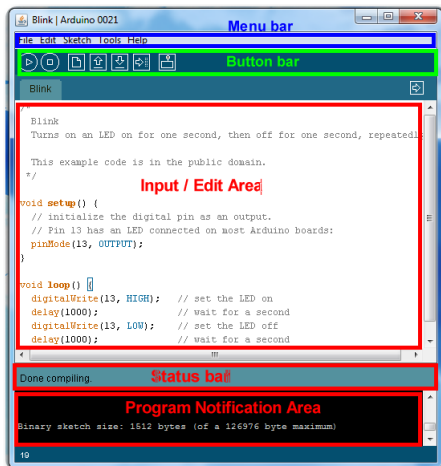 Blink | Arduino 0021
Menu bar
File Edit Sketch Tools Help
Button bar
Blink
/*
Blink
Turns on an LED on for one second, then off for one second, repeatedl
This example code is in the public domain.
*/
Input / Edit Area
void setup() {
// initialize the digital pin as an output.
// Pin 13 has an LED connected on most Arduino boards:
pinMode(13, OUTPUT);
}
void loop() {
digitalWrite(13, HIGH); // set the LED on
delay(1000); // wait for a second
digitalWrite(13, LOW); // set the LED off
delay(1000); // wait for a second
Done compiling.
Status bar
Program Notification Area
Binary sketch size: 1512 bytes (of a 126976 byte maximum)
19